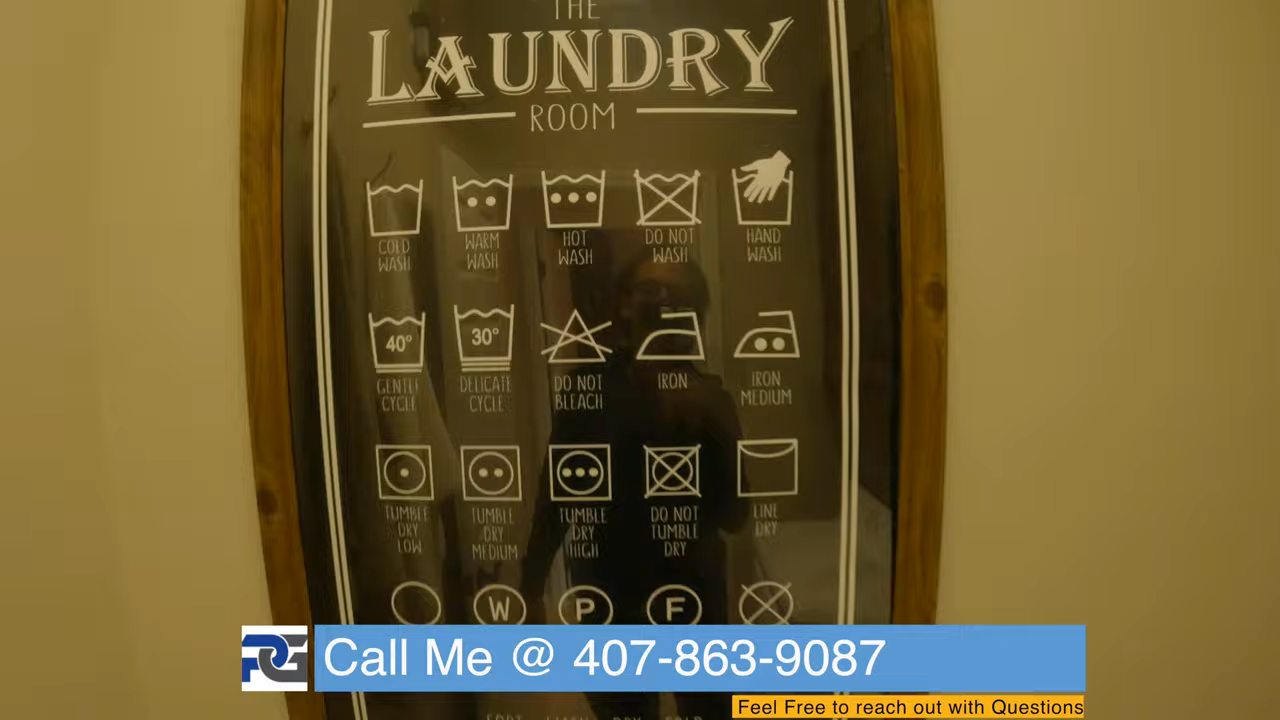 THE
LAUNDRY
ROOM
COLD WASH
WARM WASH
HOT WASH
DO NOT WASH
HAND WASH
40°
30°
GENTLE CYCLE
DELICATE CYCLE
DO NOT BLEACH
IRON
IRON MEDIUM
TUMBLE DRY LOW
TUMBLE DRY MEDIUM
TUMBLE DRY HIGH
DO NOT TUMBLE DRY
LINE DRY
W
P
F
PG
Call Me @ 407-863-9087
Feel Free to reach out with Questions